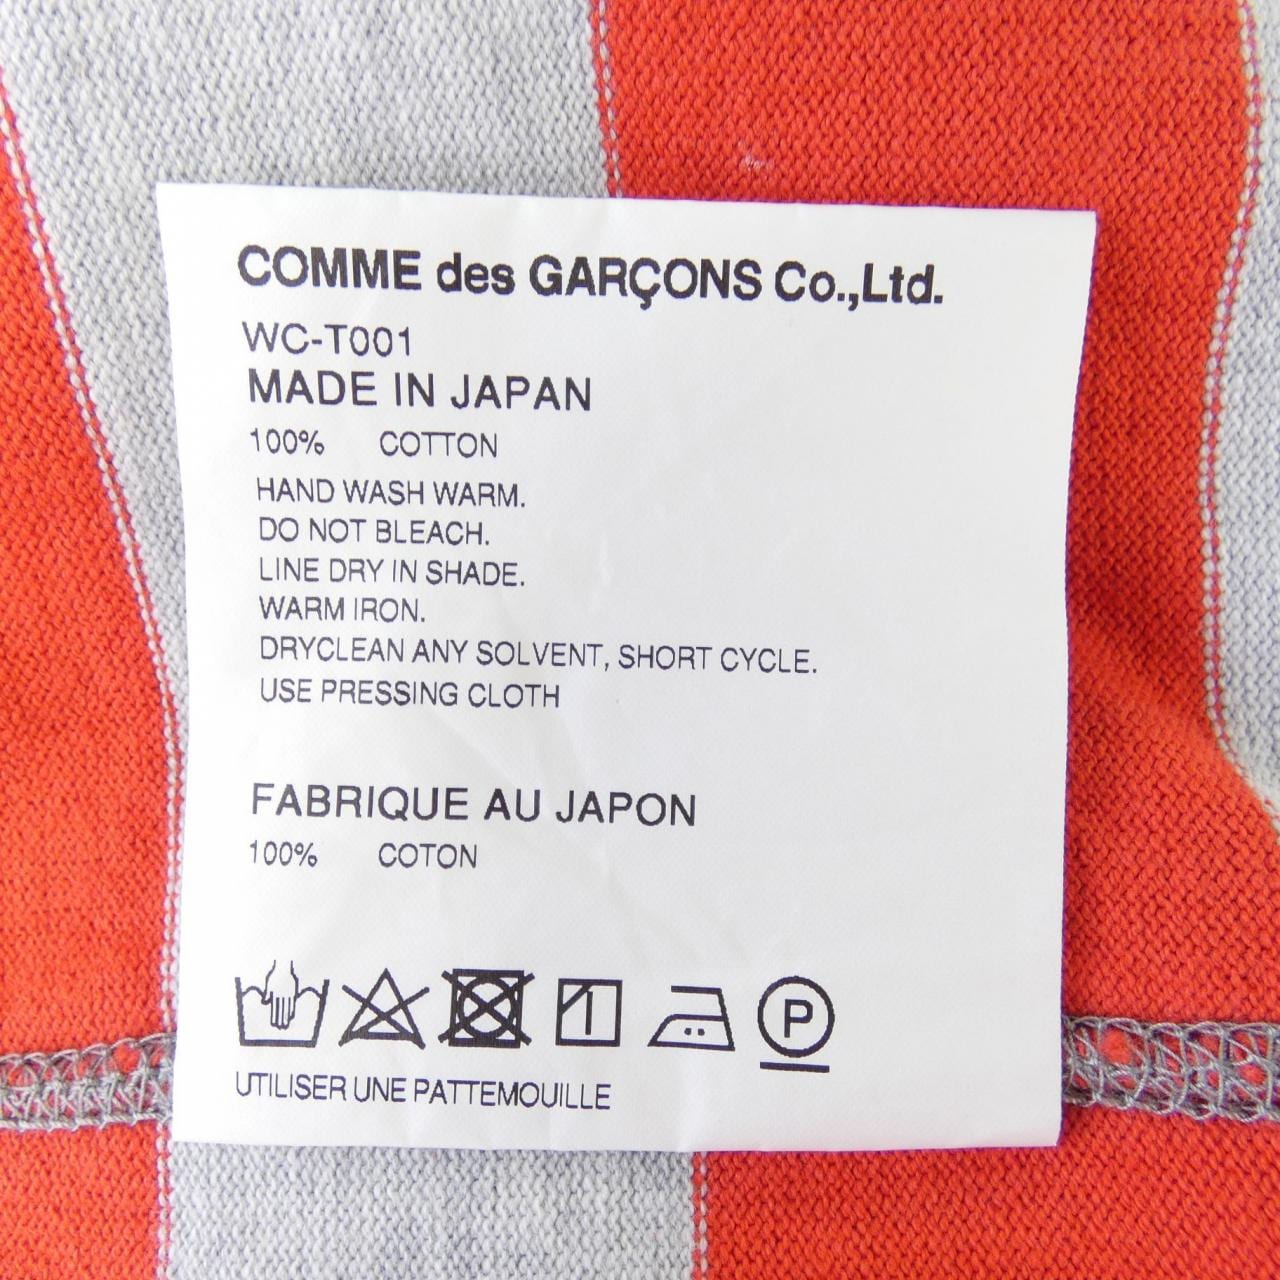 COMME des GARÇONS Co.,Ltd.
WC-T001
MADE IN JAPAN
100% COTTON
HAND WASH WARM.
DO NOT BLEACH.
LINE DRY IN SHADE.
WARM IRON.
DRYCLEAN ANY SOLVENT, SHORT CYCLE.
USE PRESSING CLOTH
FABRIQUE AU JAPON
100% COTON
P
UTILISER UNE PATTEMOUILLE